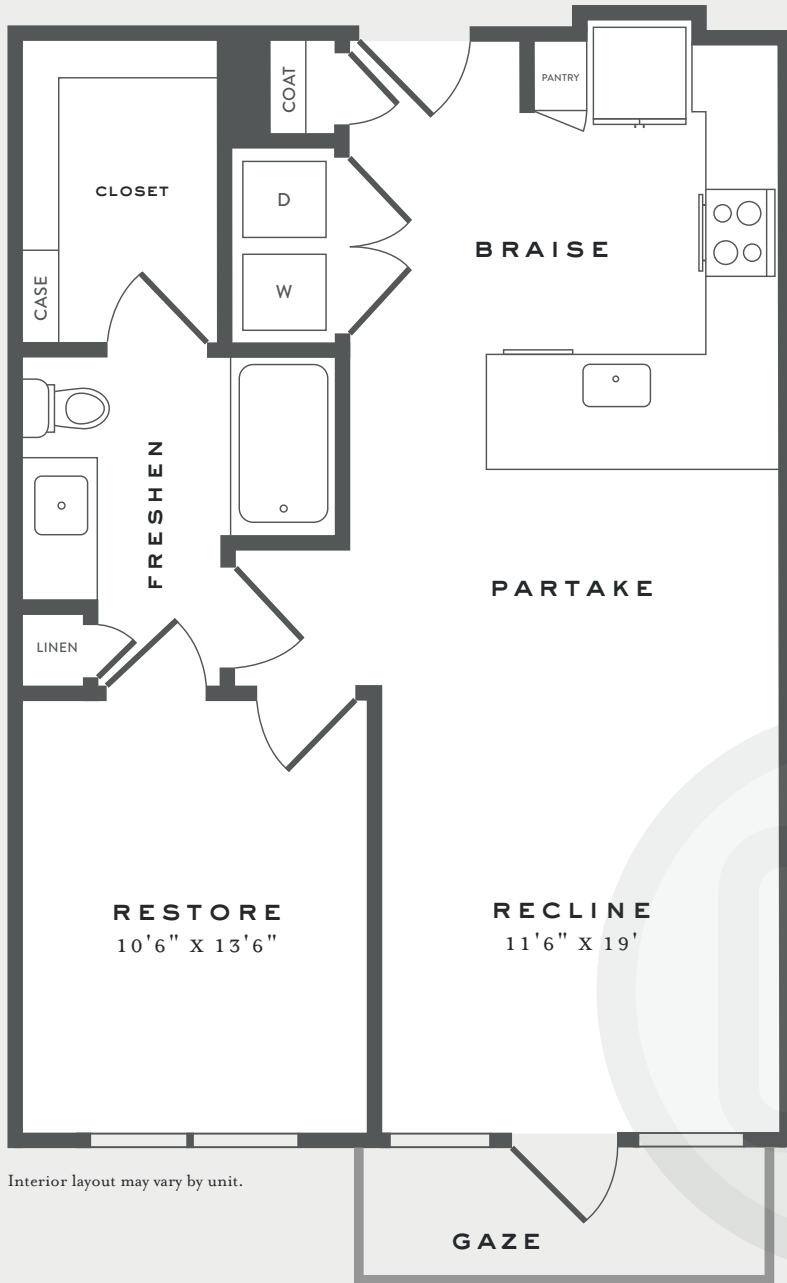 COAT
PANTRY
CLOSET
D
BRAISE
CASE
W
FRESHEN
PARTAKE
LINEN
RESTORE
10'6" X 13'6"
RECLINE
11'6" X 19'
Interior layout may vary by unit.
GAZE